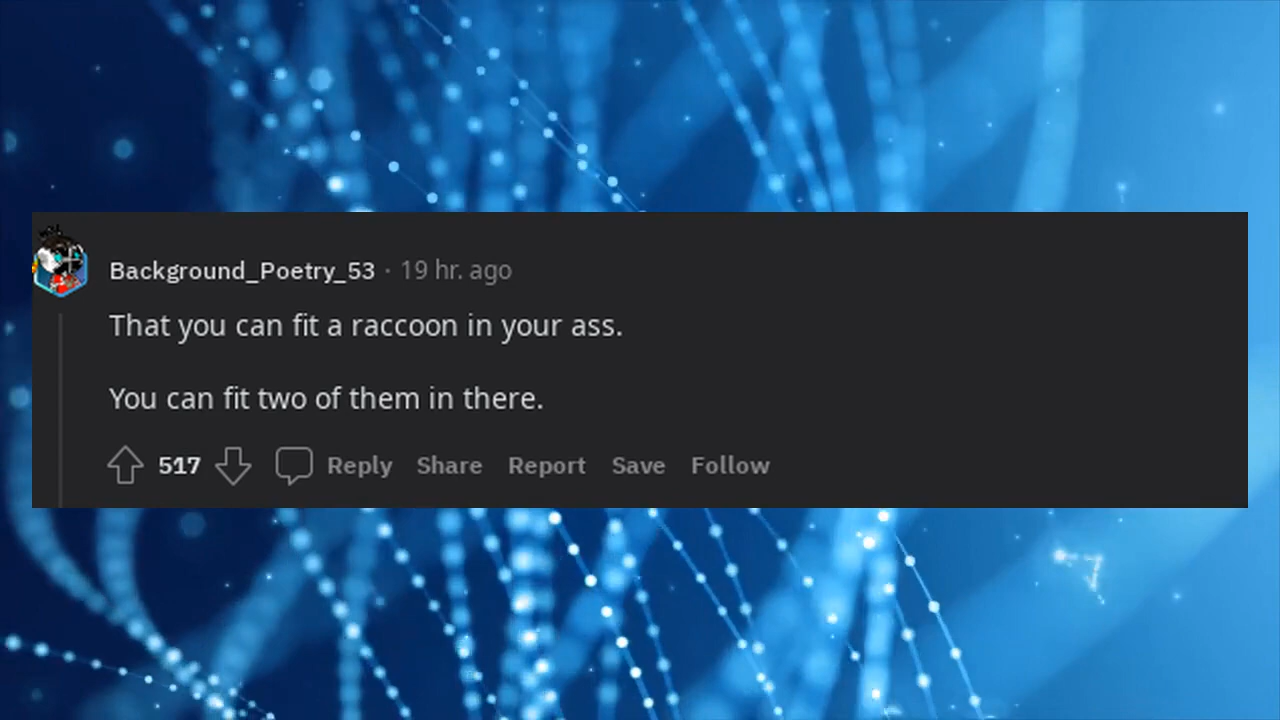 Background_Poetry_53 · 19 hr. ago
That you can fit a raccoon in your ass.
You can fit two of them in there.
517 Reply Share Report Save Follow